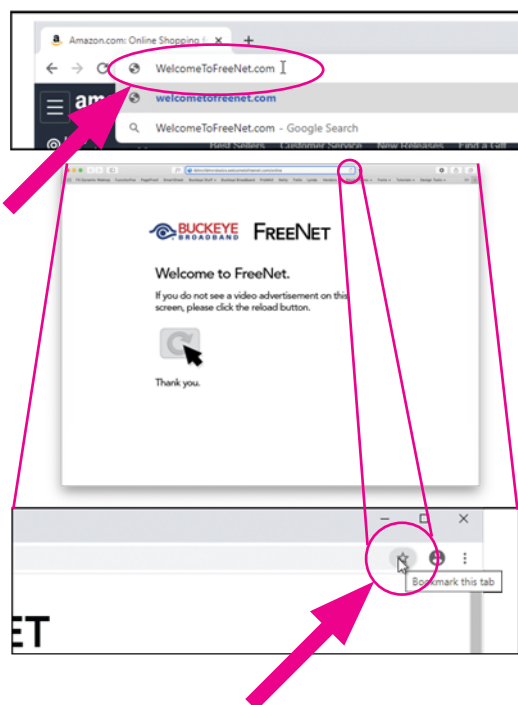 Amazon.com: Online Shopping
WelcomeToFreeNet.com
am
welcometofreenet.com
WelcomeToFreeNet.com - Google Search
Best Sellers Customer Service New Releases Find a Gift
BUCKEYE
BROADBAND
FREENET
Welcome to FreeNet.
If you do not see a video advertisement on this
screen, please click the reload button.
Thank you.
Bookmark this tab
ET